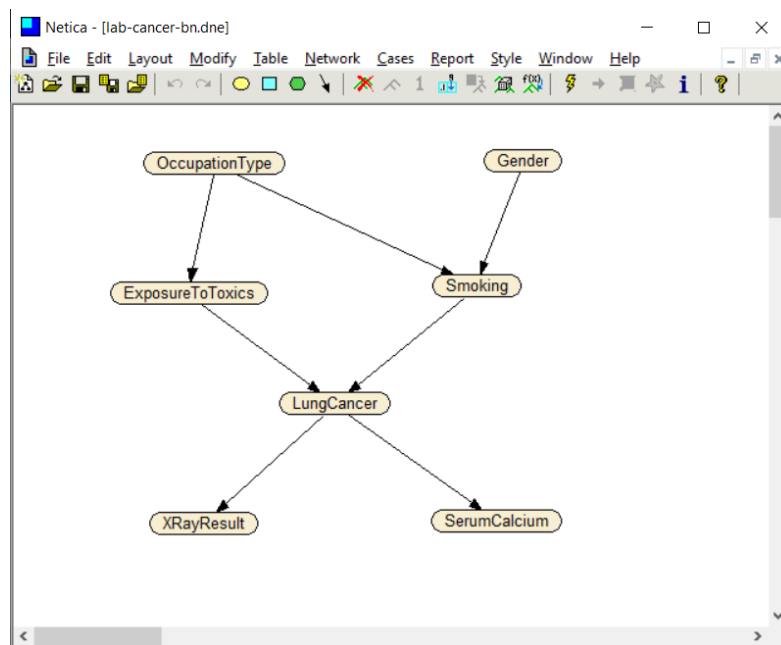 Netica - [lab-cancer-bn.dne]
File Edit Layout Modify Table Network Cases Report Style Window Help
1 f(x) i ?
OccupationType Gender
ExposureToToxics Smoking
LungCancer
XRayResult SerumCalcium